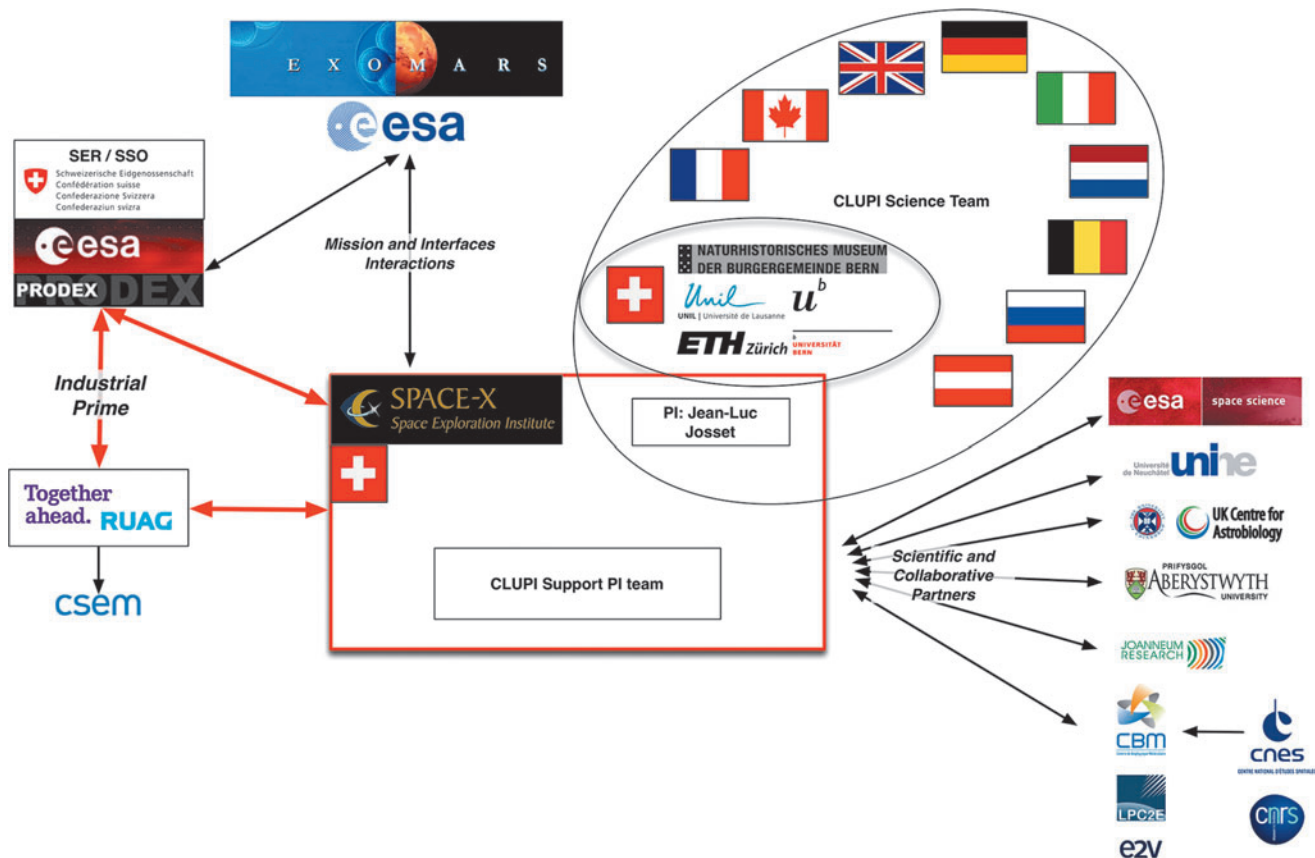 E X O M A R S
esa
SER / SSO
Schweizerische Eidgenossenschaft
Confédération suisse
Confederazione Svizzera
Confederaziun svizra
esa
PRODEX
Mission and Interfaces
Interactions
CLUPI Science Team
NATURHISTORISCHES MUSEUM
DER BURGERGEMEINDE BERN
Unil
UNIL | Université de Lausanne
u
b
ETH Zürich
b
UNIVERSITÄT
BERN
Industrial
Prime
SPACE-X
Space Exploration Institute
PI: Jean-Luc
Josset
Together
ahead. RUAG
csem
CLUPI Support PI team
Scientific and
Collaborative
Partners
esa space science
Université
de Neuchâtel
unine
UK Centre for
Astrobiology
PRIFYSGOL
ABERYSTWYTH
UNIVERSITY
JOANNEUM
RESEARCH
CBM
cnes
CENTRE NATIONAL D'ÉTUDES SPATIALES
LPC2E
cnrs
e2v